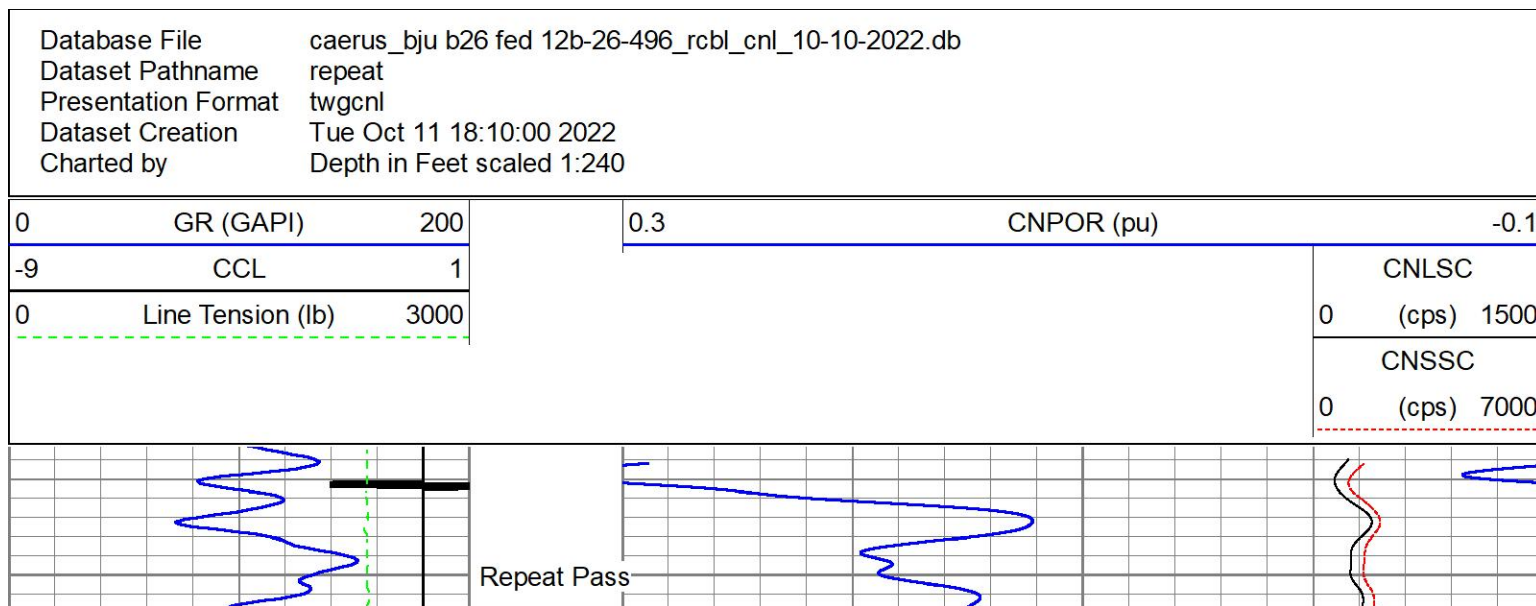 Database File caerus_bju b26 fed 12b-26-496_rcbl_cnl_10-10-2022.db
Dataset Pathname repeat
Presentation Format twgcnl
Dataset Creation Tue Oct 11 18:10:00 2022
Charted by Depth in Feet scaled 1:240
0 GR (GAPI) 200 0.3 CNPOR (pu) -0.1
-9 CCL 1 CNLSC
0 Line Tension (lb) 3000 0 (cps) 1500
CNSSC
0 (cps) 7000
Repeat Pass